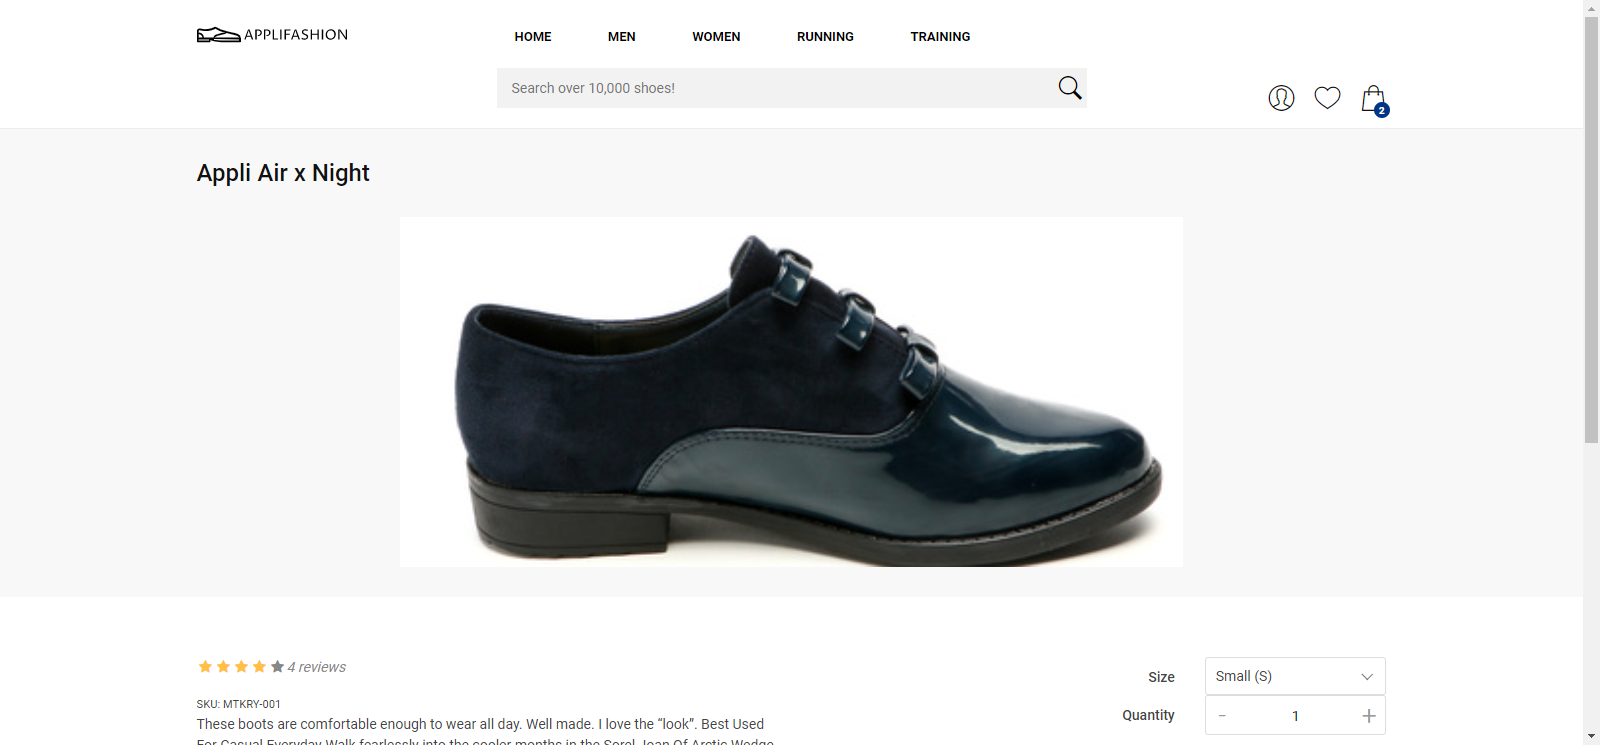 APPLIFASHION
HOME MEN WOMEN RUNNING TRAINING
Search over 10,000 shoes!
2
Appli Air x Night
4 reviews
SKU: MTKRY-001
These boots are comfortable enough to wear all day. Well made. I love the “look”. Best Used
For Casual Everyday Walk fearlessly into the cooler months in the Sorel Joan Of Arctic Wedge
Size
Small (S)
Quantity
- 1 +